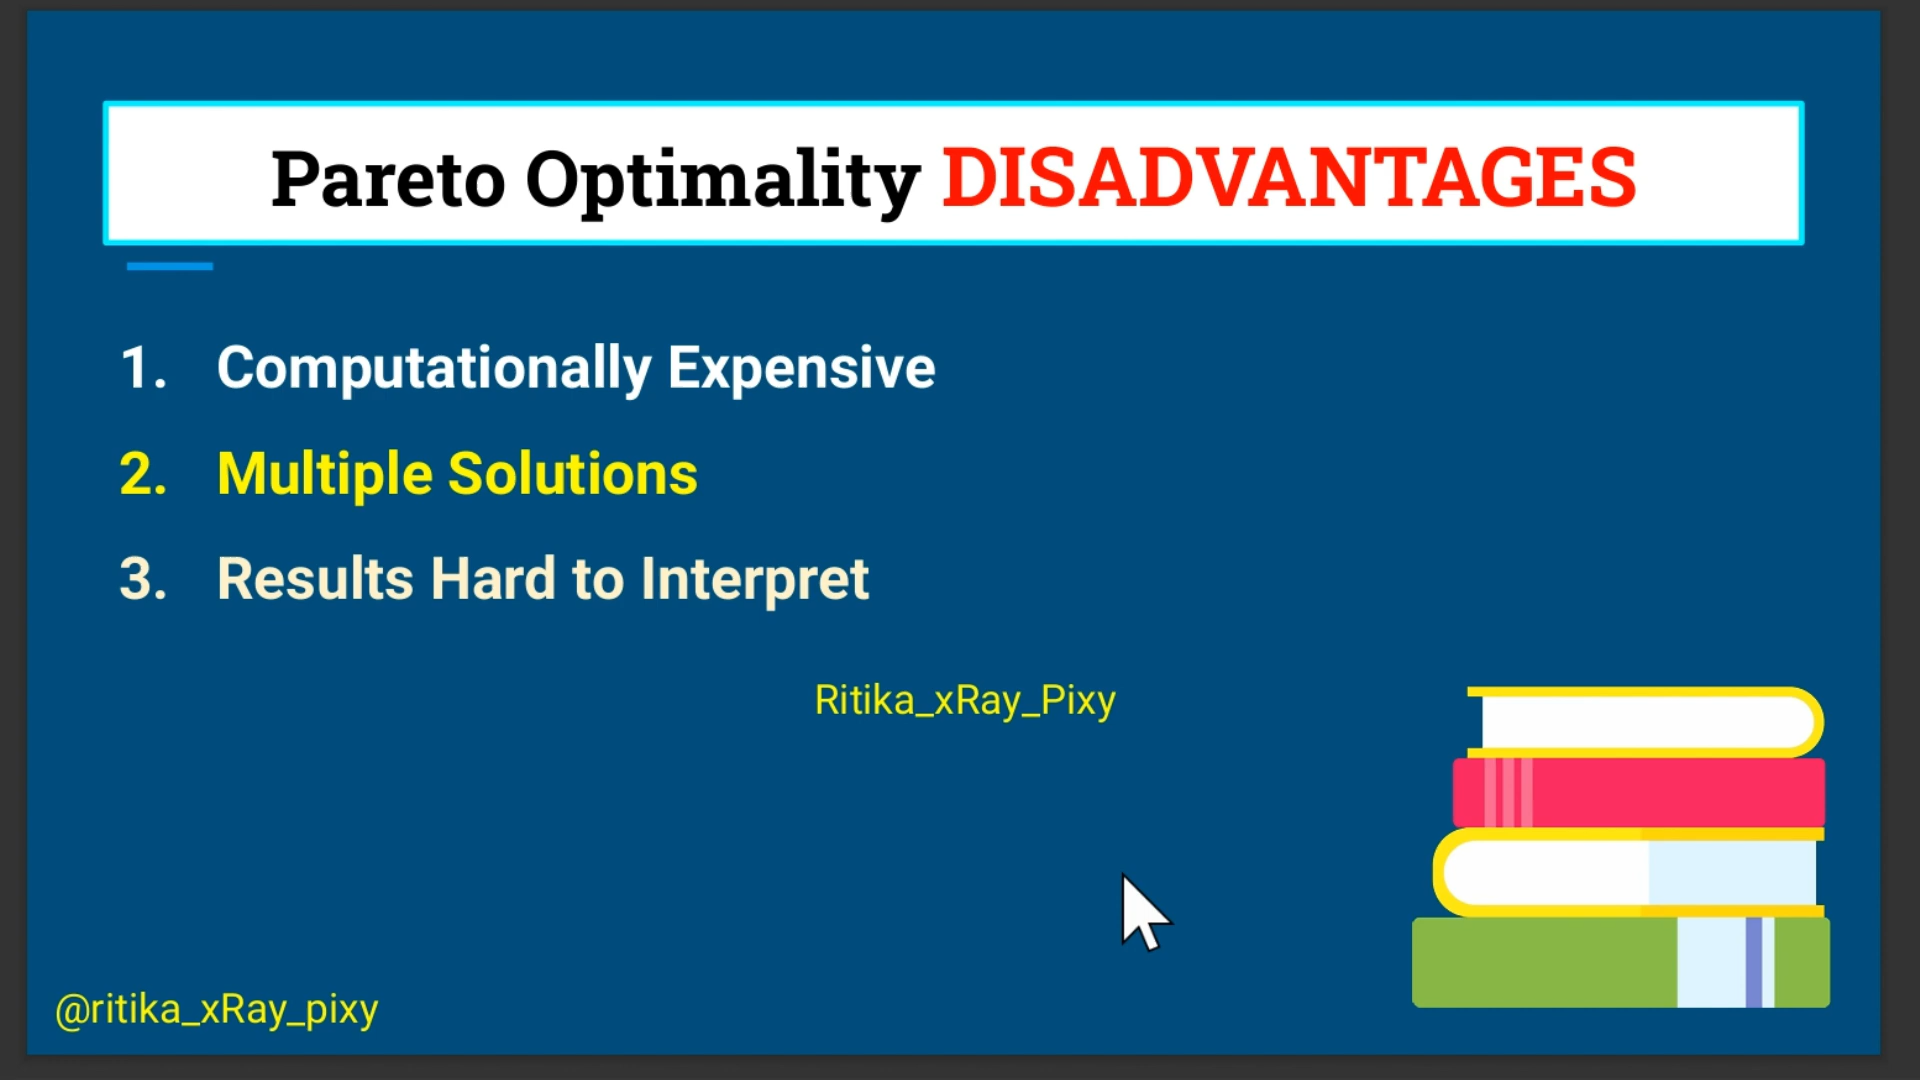 Pareto Optimality DISADVANTAGES
1. Computationally Expensive
2. Multiple Solutions
3. Results Hard to Interpret
Ritika_xRay_Pixy
@ritika_xRay_pixy